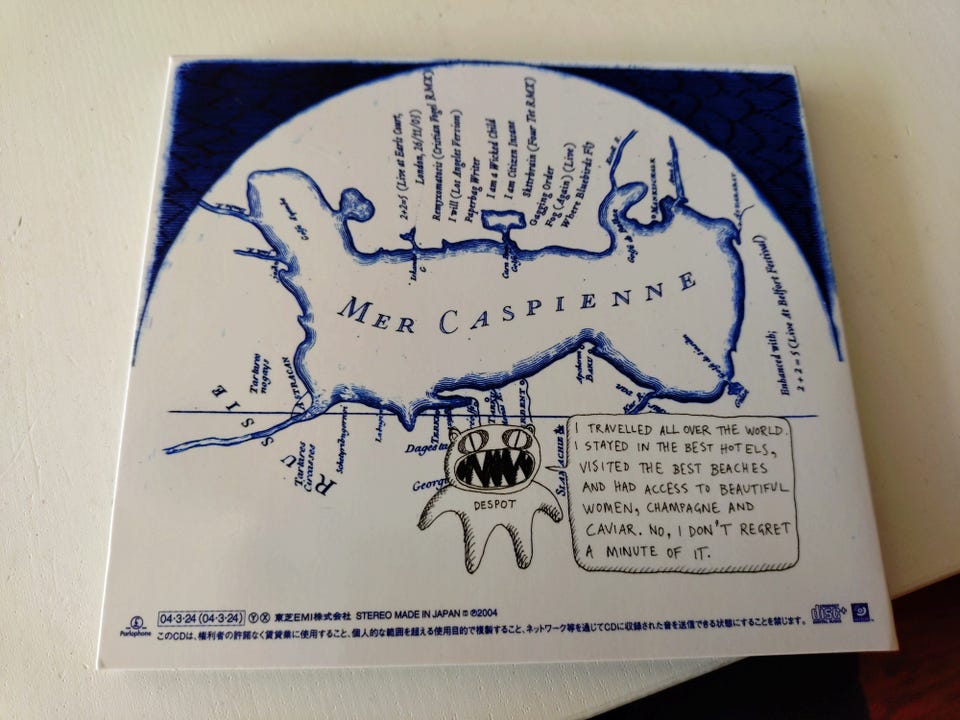 2+2=5 (Live at Earls Court,
London, 26/11/03)
Remyxomatosis (Cristian Vogel RMX)
I will (Los Angeles Version)
Paperbag Writer
I am a Wicked Child
I am Citizen Insane
Skttrbrain (Four Tet RMX)
Gagging Order
Fog (Again) (Live)
Where Bluebirds Fly
MER CASPIENNE
Enhanced with;
2 + 2 = 5 (Live At Belfort Festival)
Tartares
nogays
RUSSIE
Tartares
Circasses
BAKU
Dagesta
Georg
DESPOT
I TRAVELLED ALL OVER THE WORLD.
I STAYED IN THE BEST HOTELS,
VISITED THE BEST BEACHES
AND HAD ACCESS TO BEAUTIFUL
WOMEN, CHAMPAGNE AND
CAVIAR. NO, I DON'T REGRET
A MINUTE OF IT.
Parlophone
04·3·24 (04·3·24) Ⓨ Ⓧ 東芝EMI株式会社 STEREO MADE IN JAPAN ℗2004
このCDは、権利者の許諾なく賃貸業に使用すること、個人的な範囲を超える使用目的で複製すること、ネットワーク等を通じてCDに収録された音を送信できる状態にすることを禁じます。